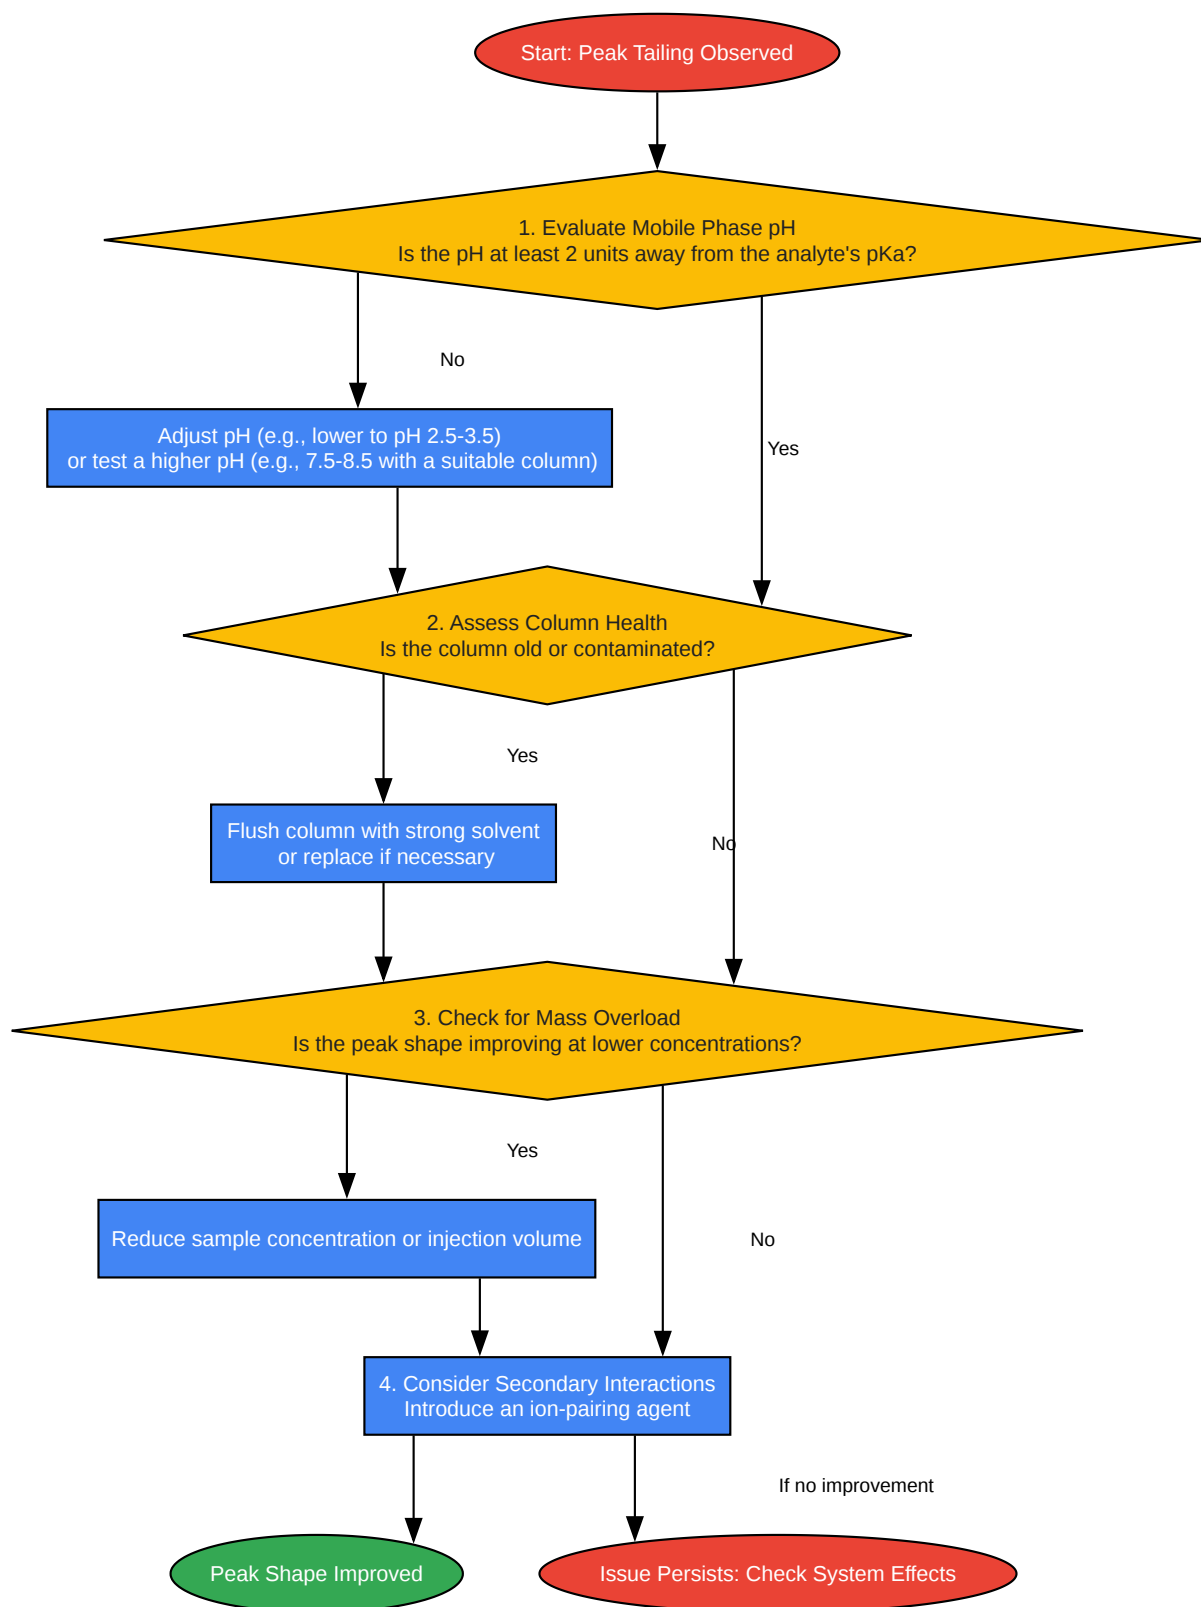 Start: Peak Tailing Observed
1. Evaluate Mobile Phase pH
Is the pH at least 2 units away from the analyte's pKa?
No
Adjust pH (e.g., lower to pH 2.5-3.5)
or test a higher pH (e.g., 7.5-8.5 with a suitable column)
Yes
2. Assess Column Health
Is the column old or contaminated?
Yes
Flush column with strong solvent
or replace if necessary
No
3. Check for Mass Overload
Is the peak shape improving at lower concentrations?
Yes
Reduce sample concentration or injection volume
No
4. Consider Secondary Interactions
Introduce an ion-pairing agent
If no improvement
Peak Shape Improved
Issue Persists: Check System Effects